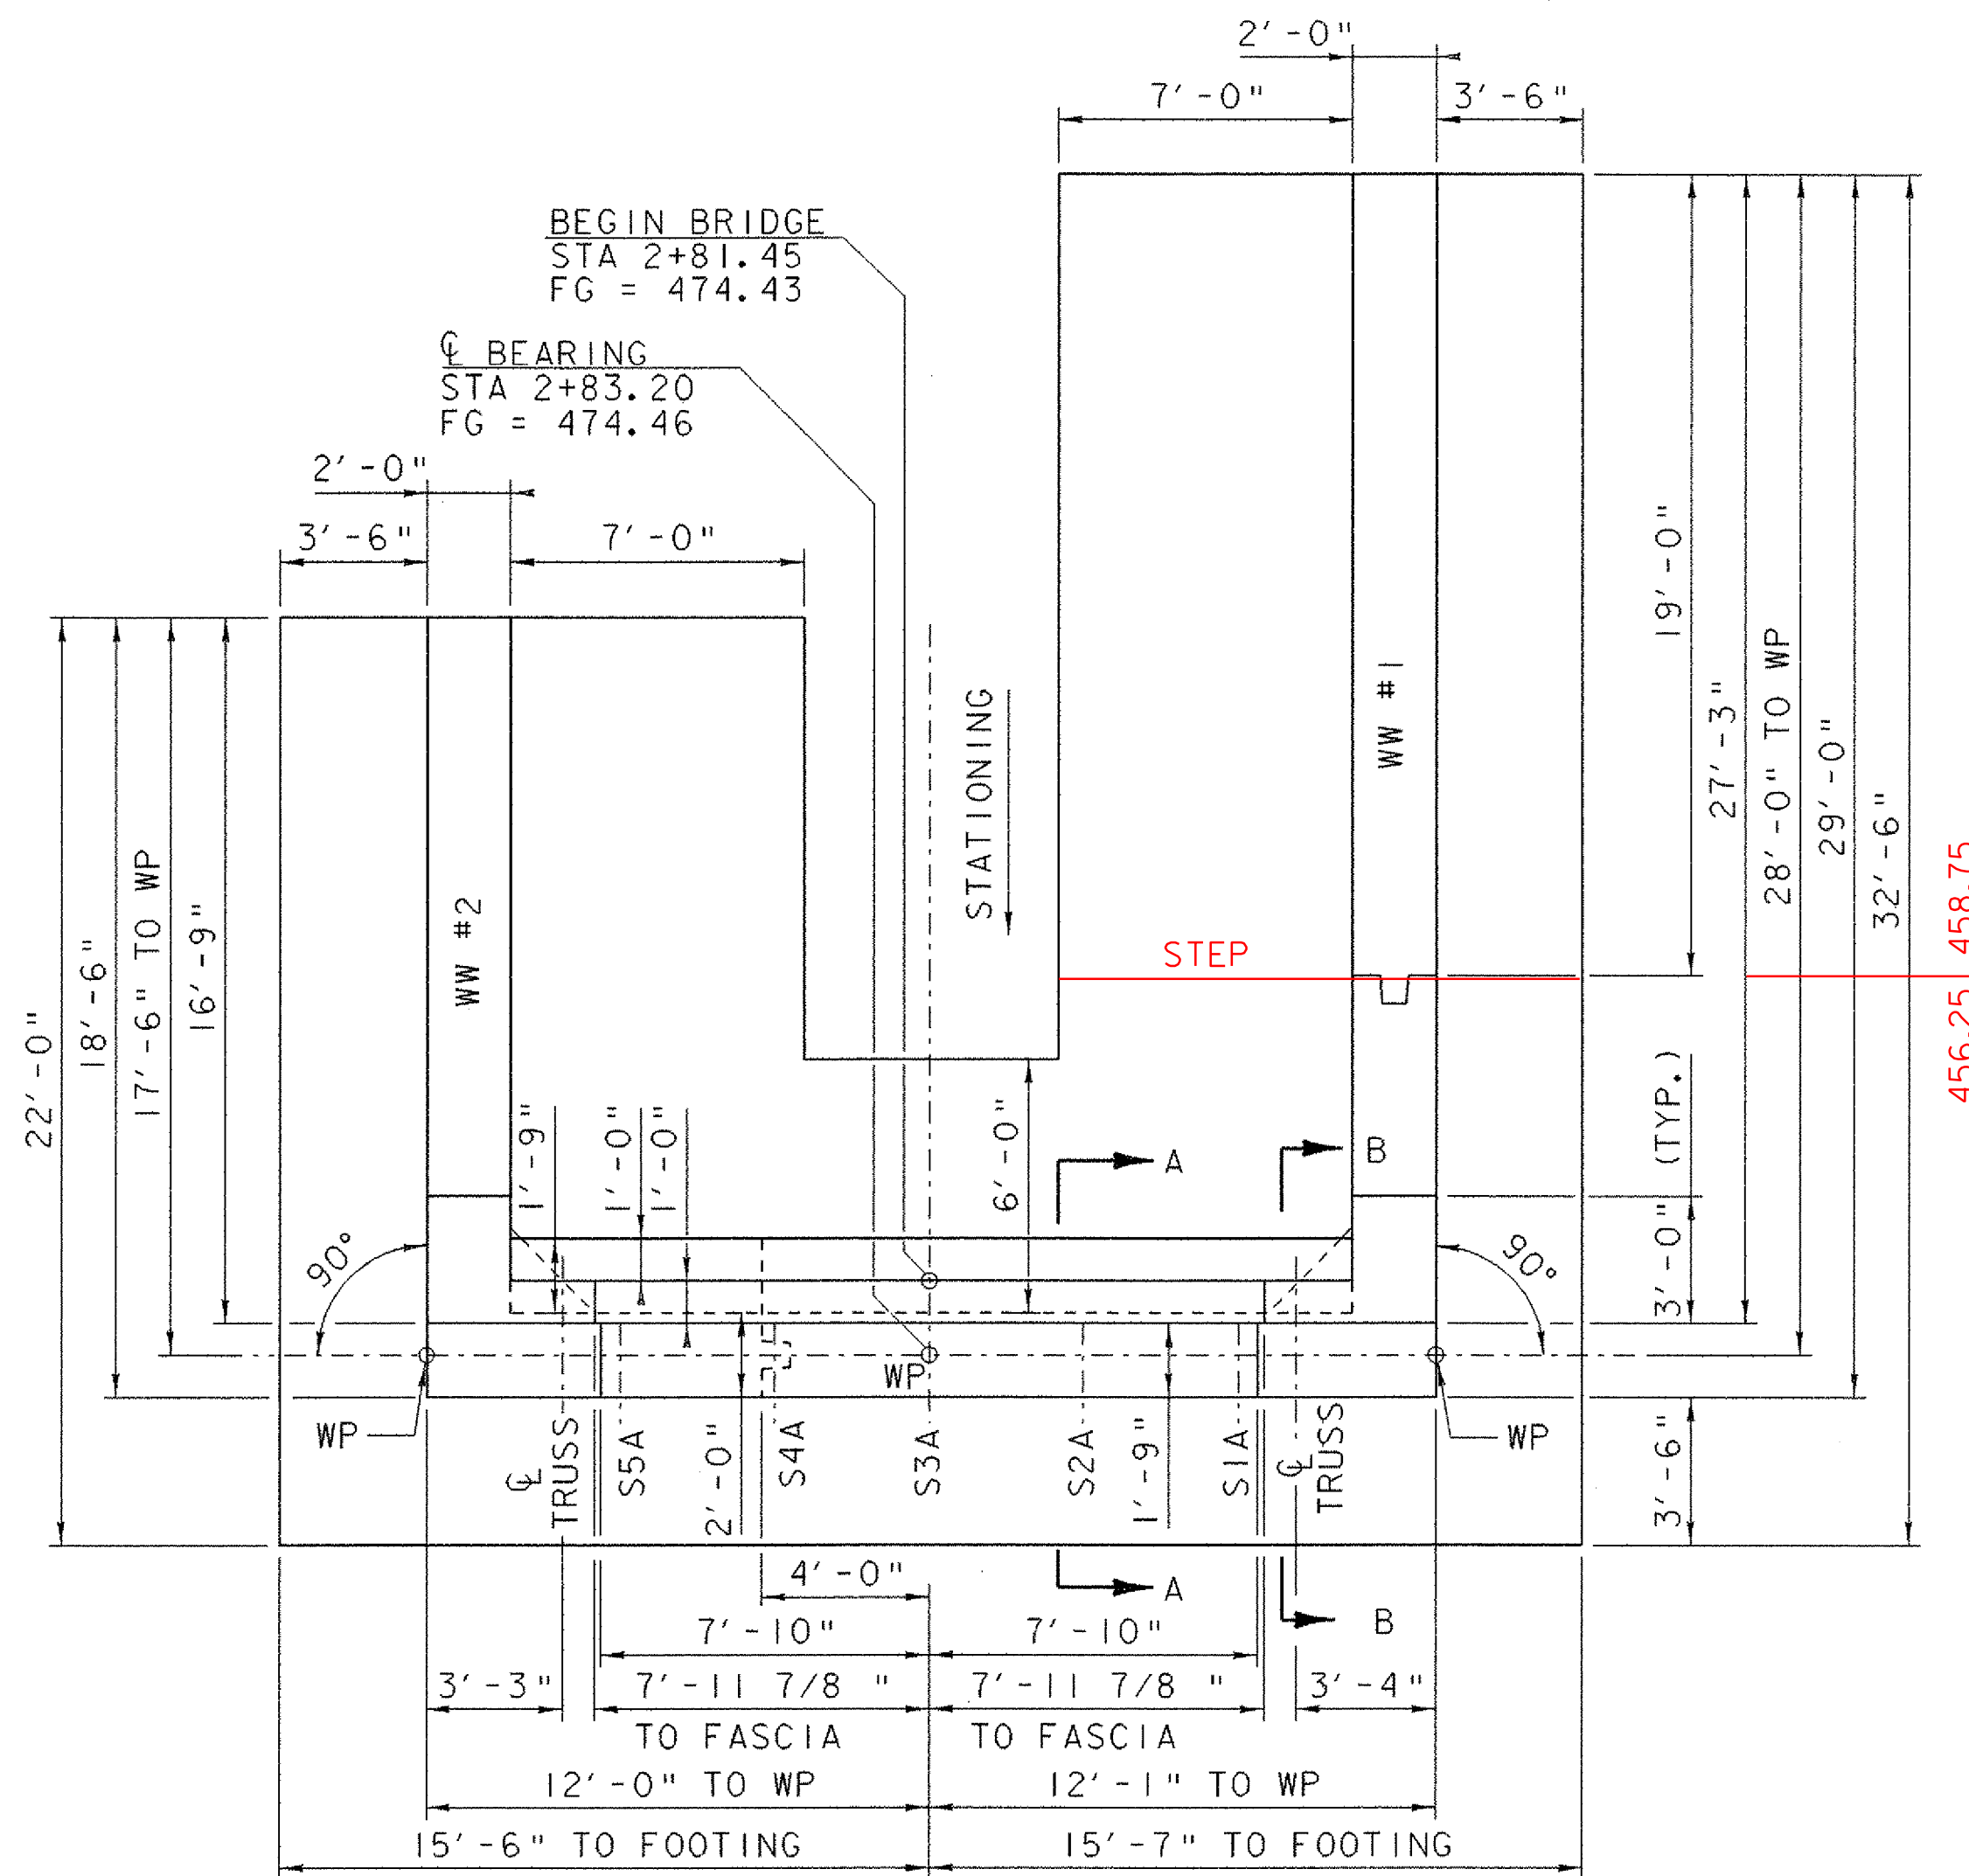 2'-0"
7'-0" 3'-6"
BEGIN BRIDGE
STA 2+81.45
FG = 474.43
℄ BEARING
STA 2+83.20
FG = 474.46
2'-0"
3'-6" 7'-0"
22'-0"
18'-6"
17'-6" TO WP
16'-9"
WW #2
STATIONING
WW #1
STEP
19'-0"
27'-3"
28'-0" TO WP
29'-0"
32'-6"
456.25 458.75
1'-9"
1'-0"
1'-0"
6'-0"
A
B
3'-0" (TYP.)
90°
90°
WP
WP
WP
3'-6"
℄
TRUSS
S5A
2'-0"
S4A
S3A
S2A
1'-9"
S1A
℄
TRUSS
4'-0"
A
B
7'-10" 7'-10"
3'-3" 7'-11 7/8 " 7'-11 7/8 " 3'-4"
TO FASCIA TO FASCIA
12'-0" TO WP 12'-1" TO WP
15'-6" TO FOOTING 15'-7" TO FOOTING